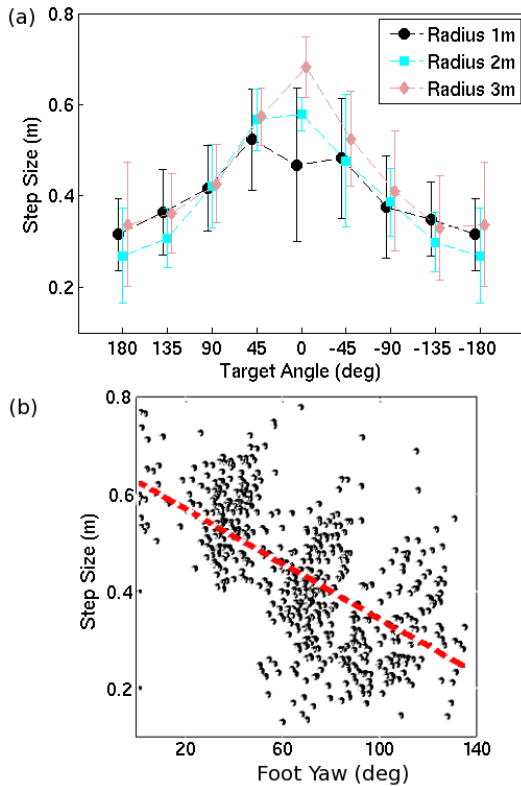 (a)
Radius 1m
Radius 2m
Radius 3m
Step Size (m)
0.8
0.6
0.4
0.2
180 135 90 45 0 -45 -90 -135 -180
Target Angle (deg)
(b)
Step Size (m)
0.8
0.6
0.4
0.2
20 60 100 140
Foot Yaw (deg)